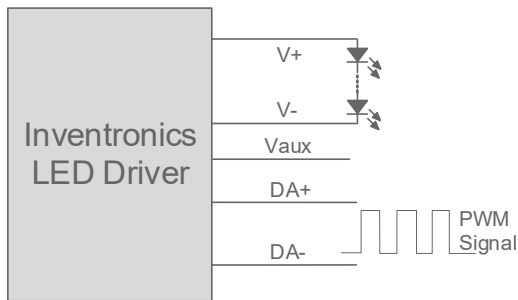 Inventronics
LED Driver
V+
V-
Vaux
DA+
DA-
PWM
Signal